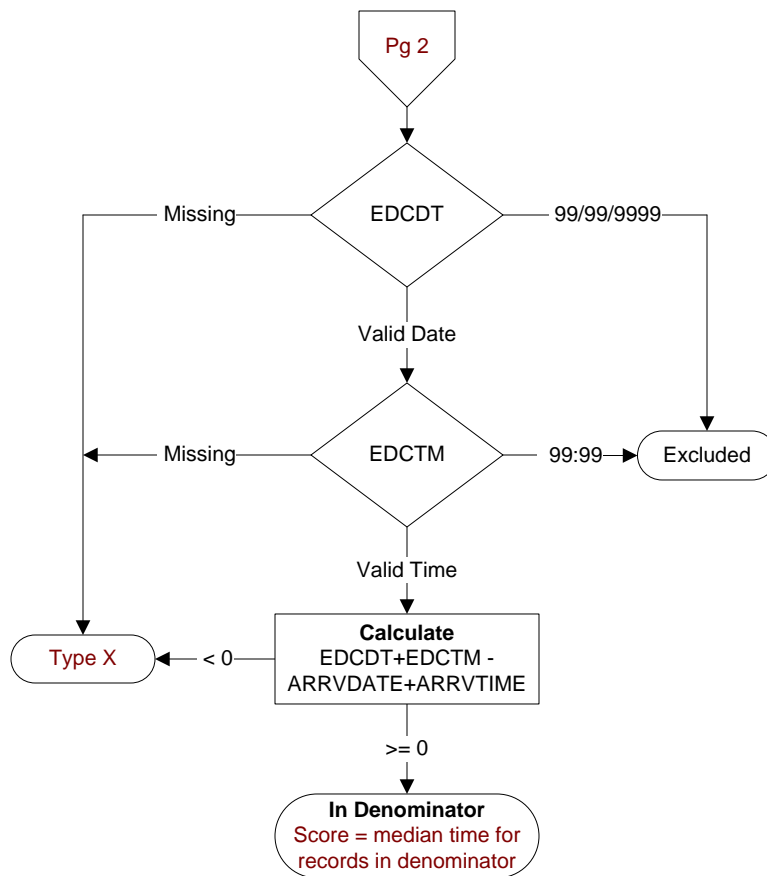 Pg 2
Missing
EDCDT
99/99/9999
Valid Date
Missing
EDCTM
99:99
Excluded
Valid Time
Calculate
EDCDT+EDCTM -
ARRVDATE+ARRVTIME
Type X
< 0
>= 0
In Denominator
Score = median time for
records in denominator